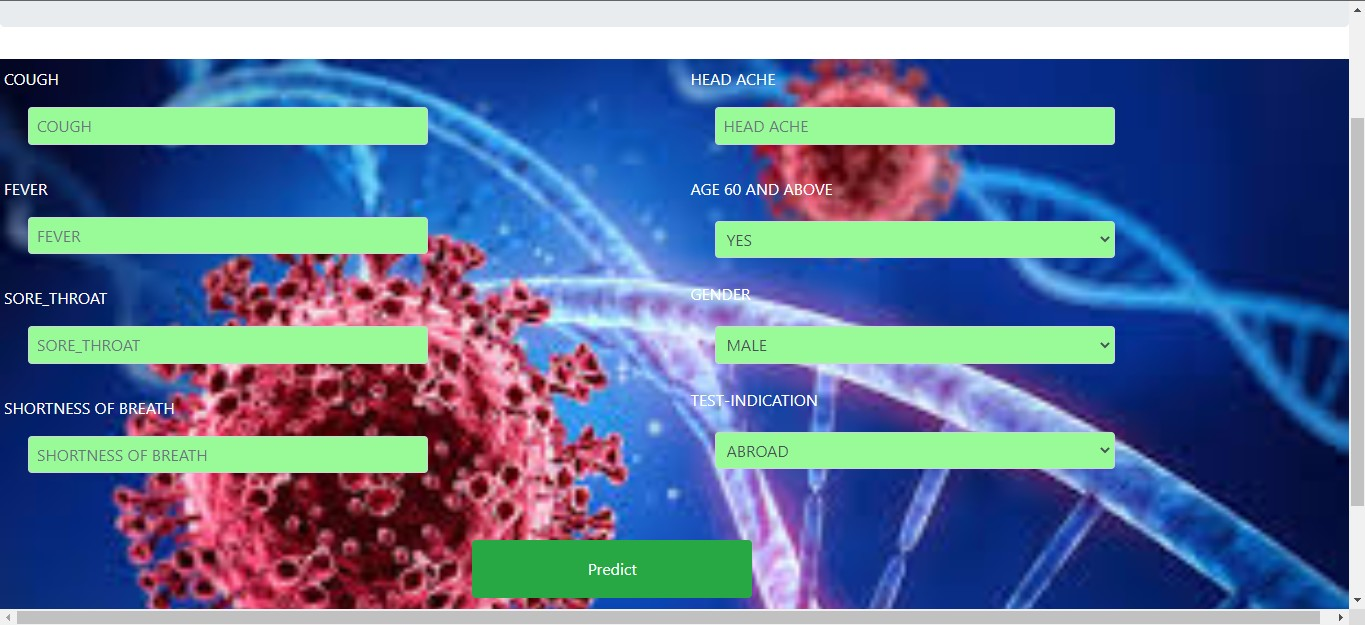 COUGH
COUGH
FEVER
FEVER
SORE_THROAT
SORE_THROAT
SHORTNESS OF BREATH
SHORTNESS OF BREATH
HEAD ACHE
HEAD ACHE
AGE 60 AND ABOVE
YES
GENDER
MALE
TEST-INDICATION
ABROAD
Predict